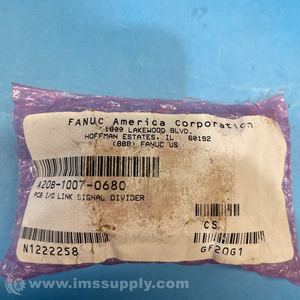 FANUC America Corporation
1800 LAKEWOOD BLVD.
HOFFMAN ESTATES, IL 60192
(888) FANUC US
A20B-1007-0680
PCB I/O LINK SIGNAL DIVIDER
CS
N1222258
GF20G1
www.imssupply.com